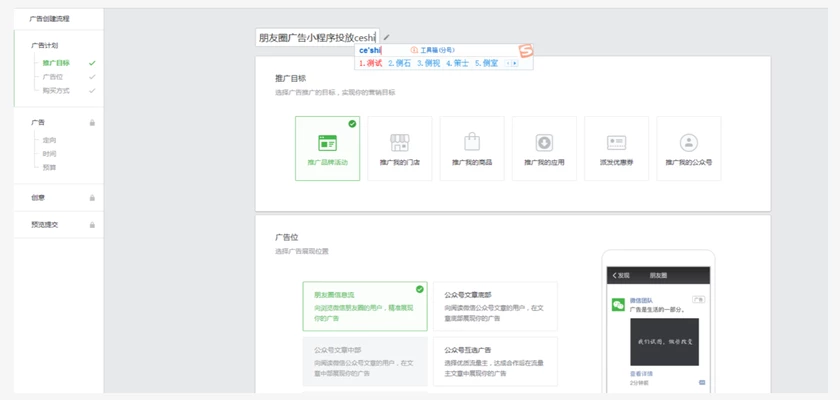 广告创建流程
广告计划
推广目标
广告位
购买方式
广告
定向
时间
预算
创意
预览提交
朋友圈广告小程序投放ceshi
ce'shi
工具箱(分号)
1.测试 2.侧石 3.侧视 4.策士 5.侧室
推广目标
选择广告推广的目标，实现你的营销目标
推广品牌活动
推广我的门店
推广我的商品
推广我的应用
派发优惠券
推广我的公众号
广告位
选择广告展现位置
朋友圈信息流
向浏览微信朋友圈的用户，精准展现
你的广告
公众号文章底部
向阅读微信公众号文章的用户，在文
章底部展现你的广告
公众号文章中部
向阅读微信公众号文章的用户，在文
章中部展现你的广告
公众号互选广告
选择优质流量主，达成合作后在流量
主文章中展现你的广告
发现
朋友圈
微信团队
广告
广告是生活的一部分。
查看详情
2分钟前